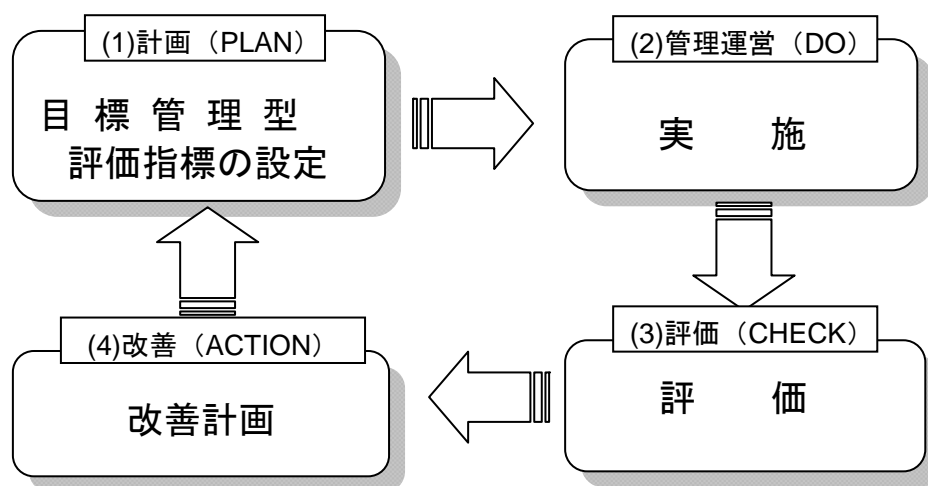 (1)計画（PLAN）
目標管理型
評価指標の設定
(2)管理運営（DO）
実施
(3)評価（CHECK）
評価
(4)改善（ACTION）
改善計画